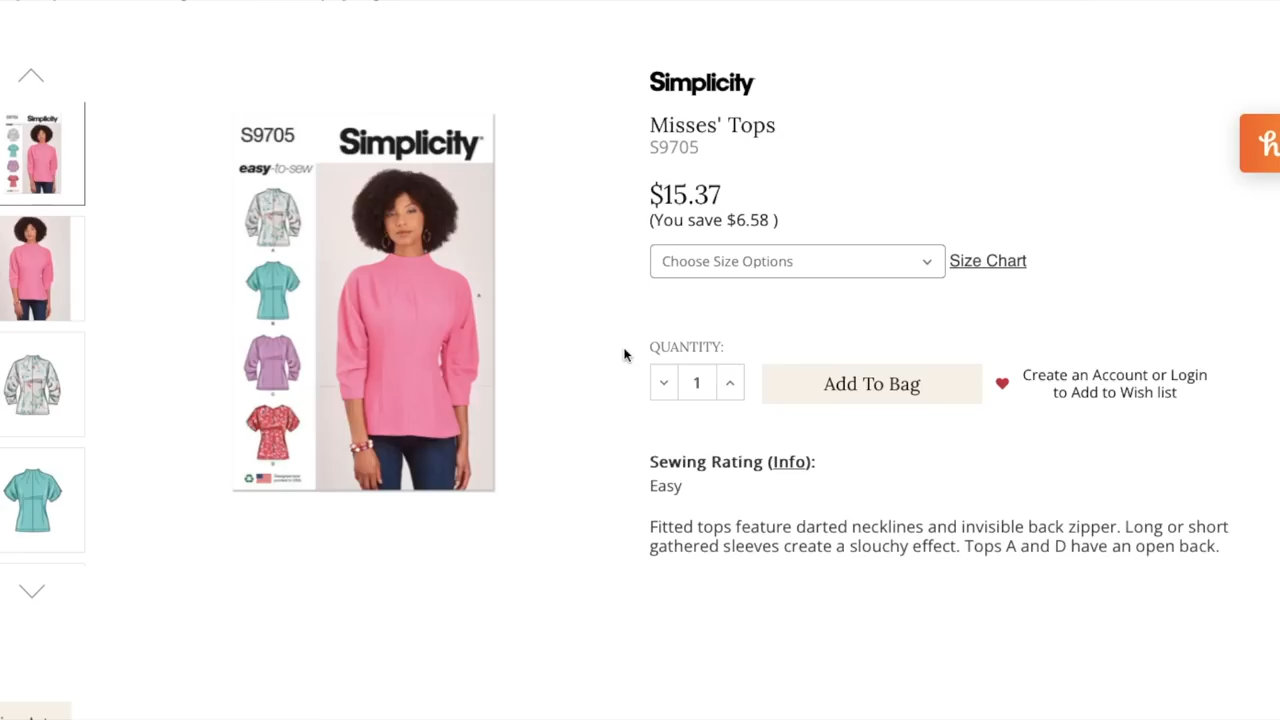 Simplicity
Misses' Tops
S9705
$15.37
(You save $6.58 )
Choose Size Options
Size Chart
QUANTITY:
1
Add To Bag
Create an Account or Login
to Add to Wish list
Sewing Rating (Info):
Easy
Fitted tops feature darted necklines and invisible back zipper. Long or short
gathered sleeves create a slouchy effect. Tops A and D have an open back.
S9705
Simplicity
easy-to-sew
Simplicity
h